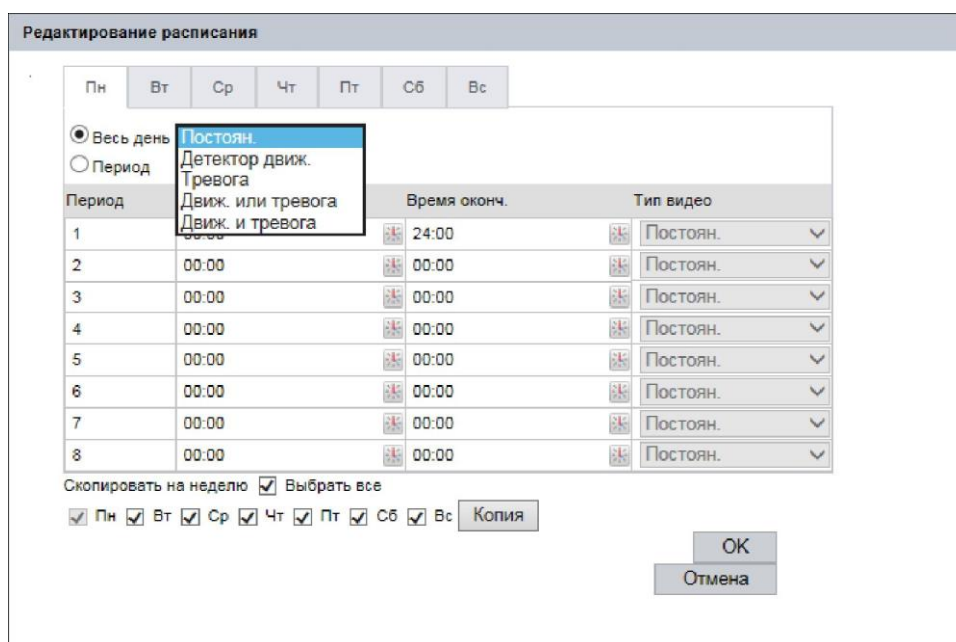 Редактирование расписания
Пн Вт Ср Чт Пт Сб Вс
Весь день Постоян.
Детектор движ.
Период
Тревога
Движ. или тревога
Движ. и тревога
Период Время оконч. Тип видео
1 24:00 Постоян.
2 00:00 00:00 Постоян.
3 00:00 00:00 Постоян.
4 00:00 00:00 Постоян.
5 00:00 00:00 Постоян.
6 00:00 00:00 Постоян.
7 00:00 00:00 Постоян.
8 00:00 00:00 Постоян.
Скопировать на неделю Выбрать все
Пн Вт Ср Чт Пт Сб Вс Копия
OK
Отмена